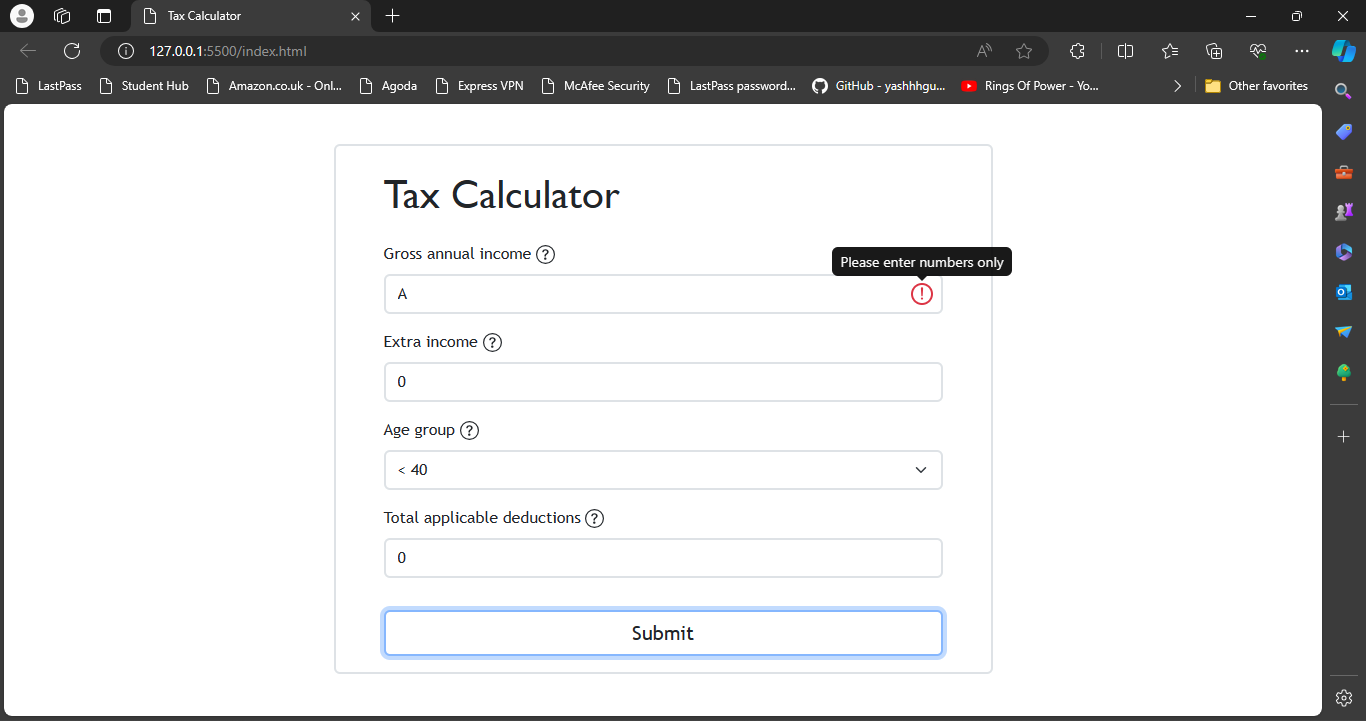 Tax Calculator
127.0.0.1:5500/index.html
LastPass Student Hub Amazon.co.uk - Onl... Agoda Express VPN McAfee Security LastPass password... GitHub - yashhhgu... Rings Of Power - Yo... Other favorites
Tax Calculator
Gross annual income ?
Please enter numbers only
A !
Extra income ?
0
Age group ?
< 40
Total applicable deductions ?
0
Submit